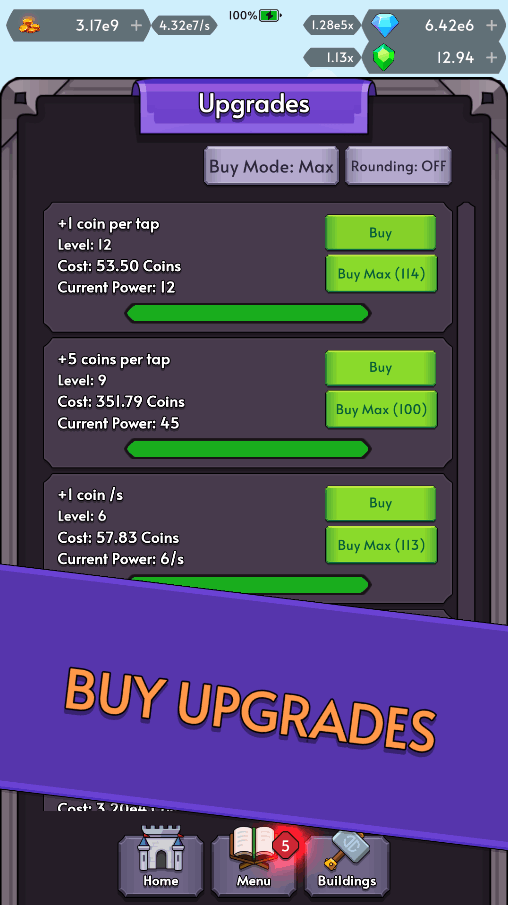 100%
3.17e9 +
4.32e7/s
1.28e5x
6.42e6 +
1.13x
12.94 +
Upgrades
Buy Mode: Max
Rounding: OFF
+1 coin per tap
Level: 12
Cost: 53.50 Coins
Current Power: 12
Buy
Buy Max (114)
+5 coins per tap
Level: 9
Cost: 351.79 Coins
Current Power: 45
Buy
Buy Max (100)
+1 coin /s
Level: 6
Cost: 57.83 Coins
Current Power: 6/s
Buy
Buy Max (113)
BUY UPGRADES
Cost: 3.20e4
5
Home
Menu
Buildings